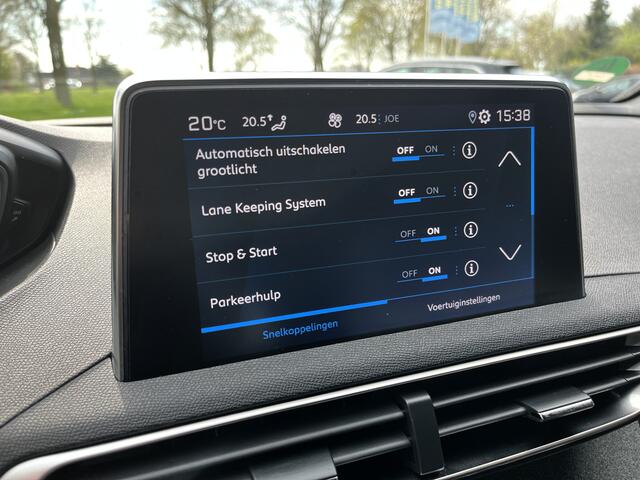 20°C 20.5 20.5 JOE 15:38
Automatisch uitschakelen OFF ON
grootlicht
Lane Keeping System OFF ON
Stop & Start OFF ON
Parkeerhulp OFF ON
Snelkoppelingen Voertuiginstellingen